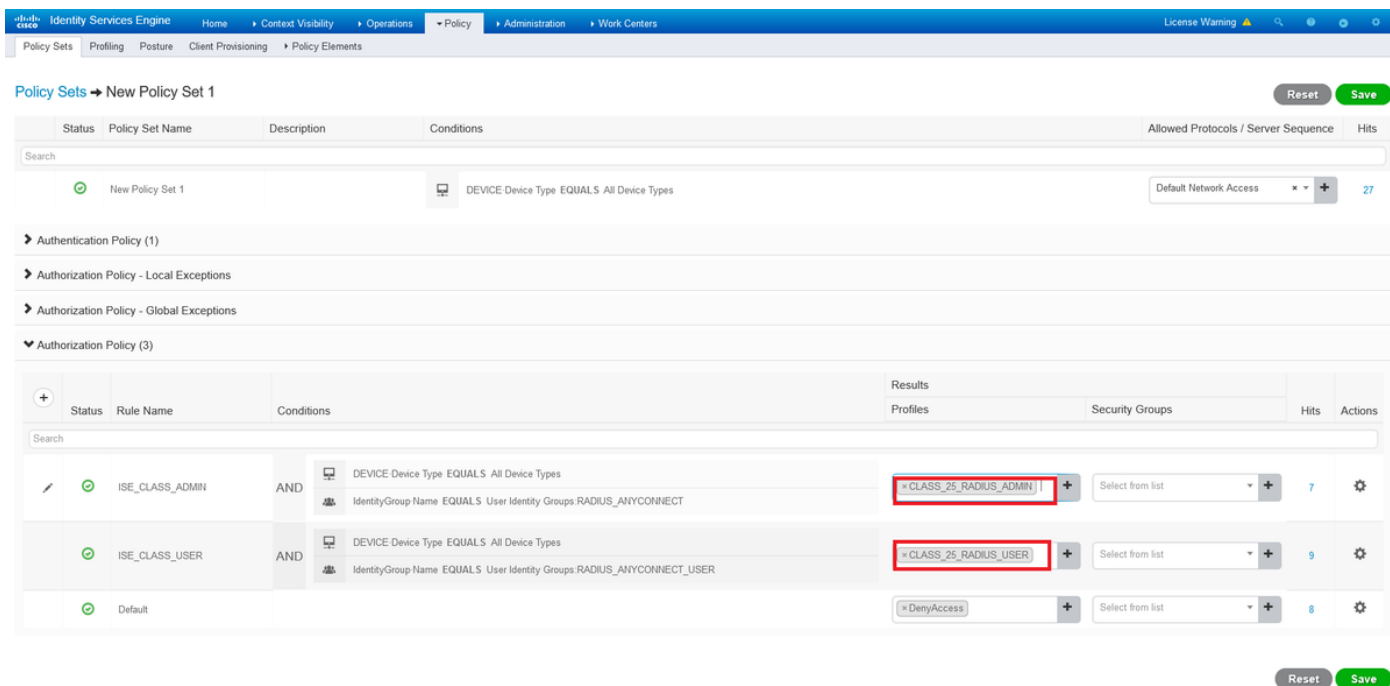 cisco Identity Services Engine Home Context Visibility Operations Policy Administration Work Centers License Warning
Policy Sets Profiling Posture Client Provisioning Policy Elements
Policy Sets → New Policy Set 1 Reset Save
Status Policy Set Name Description Conditions Allowed Protocols / Server Sequence Hits
Search
New Policy Set 1 DEVICE·Device Type EQUALS All Device Types Default Network Access × + 27
Authentication Policy (1)
Authorization Policy - Local Exceptions
Authorization Policy - Global Exceptions
Authorization Policy (3)
Results
+ Status Rule Name Conditions Profiles Security Groups Hits Actions
Search
ISE_CLASS_ADMIN AND DEVICE·Device Type EQUALS All Device Types × CLASS_25_RADIUS_ADMIN + Select from list + 7
IdentityGroup·Name EQUALS User Identity Groups:RADIUS_ANYCONNECT
ISE_CLASS_USER AND DEVICE·Device Type EQUALS All Device Types × CLASS_25_RADIUS_USER + Select from list + 9
IdentityGroup·Name EQUALS User Identity Groups:RADIUS_ANYCONNECT_USER
Default × DenyAccess + Select from list + 8
Reset Save